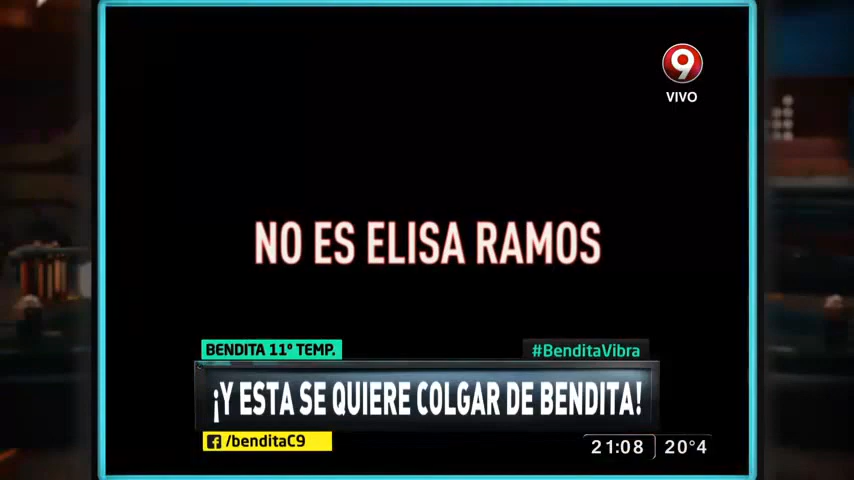 9
VIVO
NO ES ELISA RAMOS
BENDITA 11º TEMP.
#BenditaVibra
¡Y ESTA SE QUIERE COLGAR DE BENDITA!
f /benditaC9
21:08 20°4